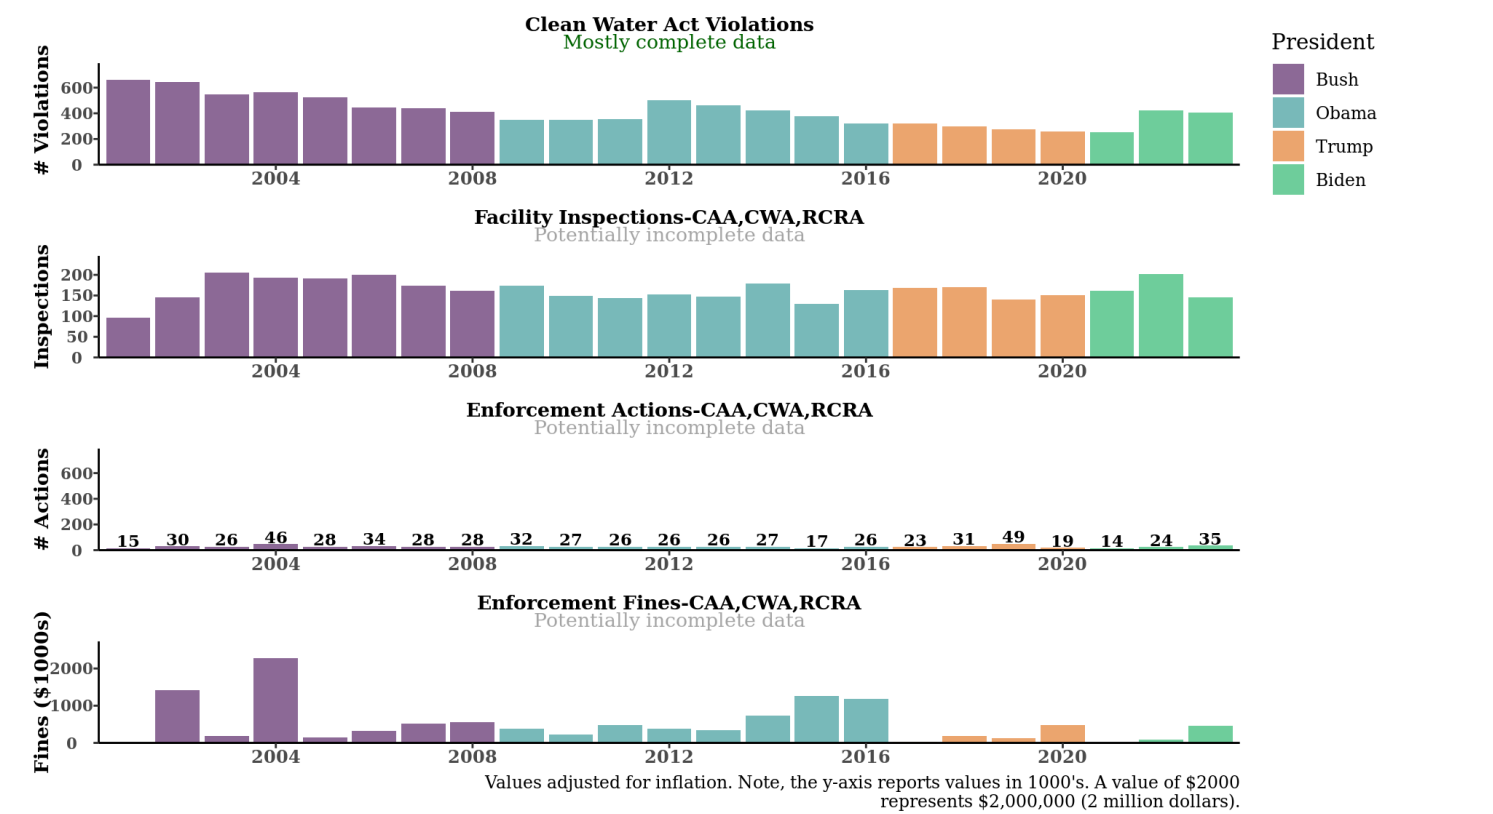 Clean Water Act Violations
Mostly complete data
# Violations
600
400
200
0
2004 2008 2012 2016 2020
President
Bush
Obama
Trump
Biden
Facility Inspections-CAA,CWA,RCRA
Potentially incomplete data
Inspections
200
150
100
50
0
2004 2008 2012 2016 2020
Enforcement Actions-CAA,CWA,RCRA
Potentially incomplete data
# Actions
600
400
200
0
15 30 26 46 28 34 28 28 32 27 26 26 26 27 17 26 23 31 49 19 14 24 35
2004 2008 2012 2016 2020
Enforcement Fines-CAA,CWA,RCRA
Potentially incomplete data
Fines ($1000s)
2000
1000
0
2004 2008 2012 2016 2020
Values adjusted for inflation. Note, the y-axis reports values in 1000's. A value of $2000
represents $2,000,000 (2 million dollars).